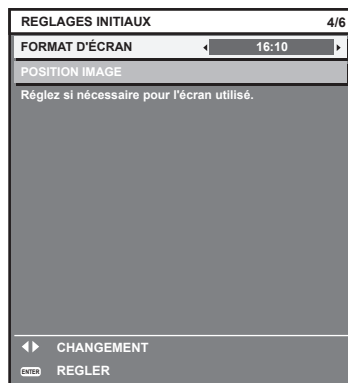 REGLAGES INITIAUX 4/6
FORMAT D'ÉCRAN 16:10
POSITION IMAGE
Réglez si nécessaire pour l'écran utilisé.
CHANGEMENT
ENTER REGLER